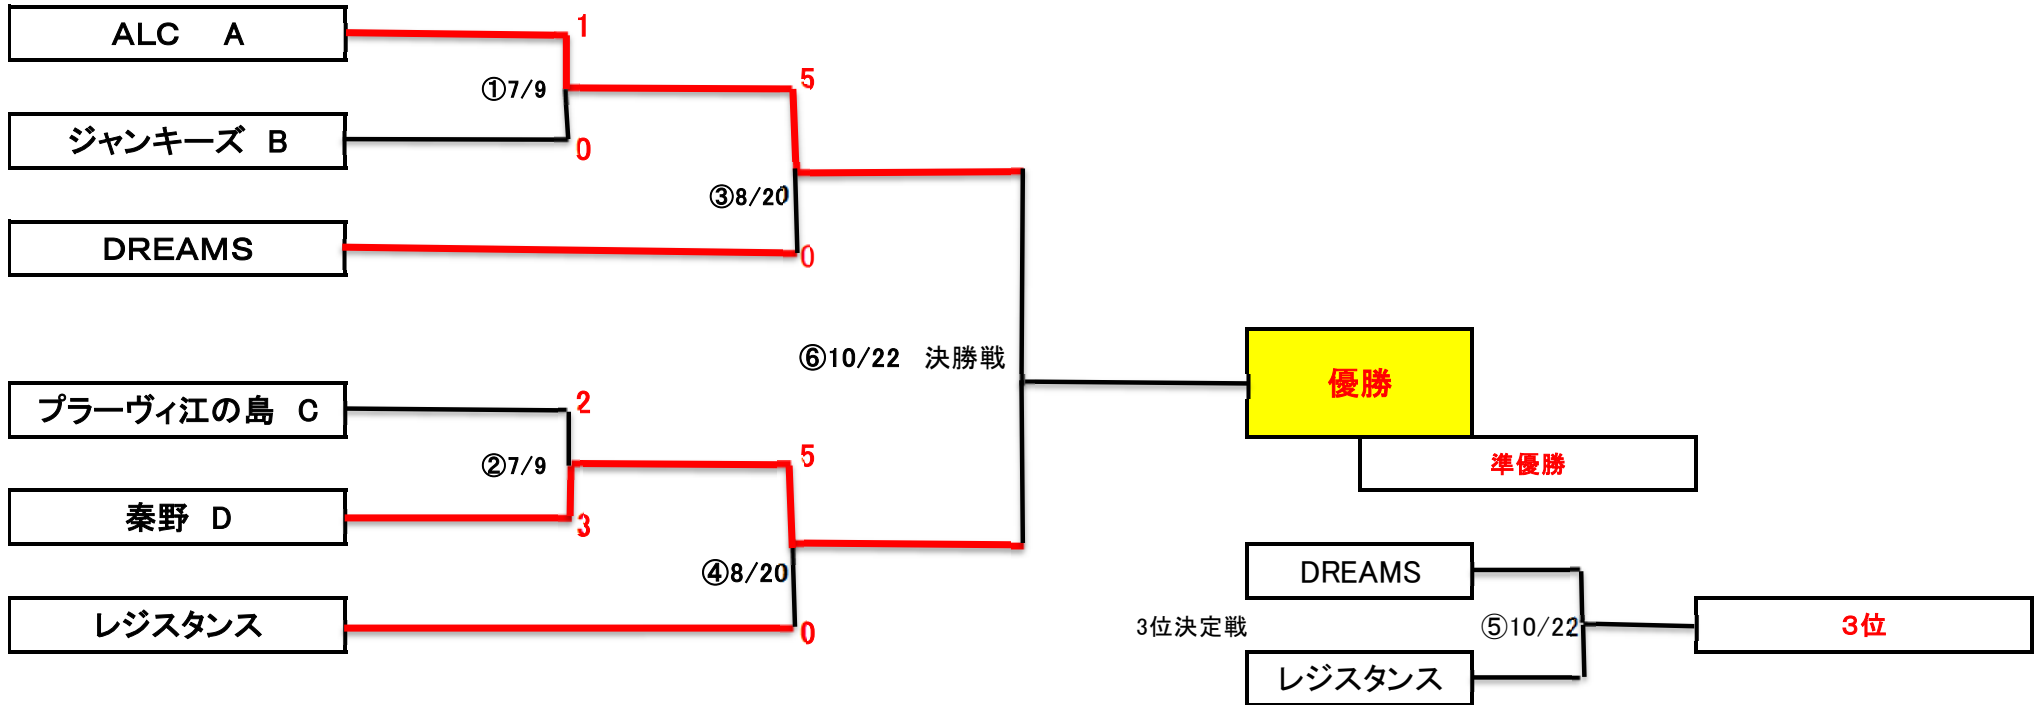 ALC　A
1
①7/9
5
ジャンキーズ　B
0
③8/20
DREAMS
0
⑥10/22　決勝戦
優勝
プラーヴィ江の島　C
2
②7/9
5
準優勝
秦野　D
3
④8/20
DREAMS
レジスタンス
0
3位決定戦
⑤10/22
3位
レジスタンス